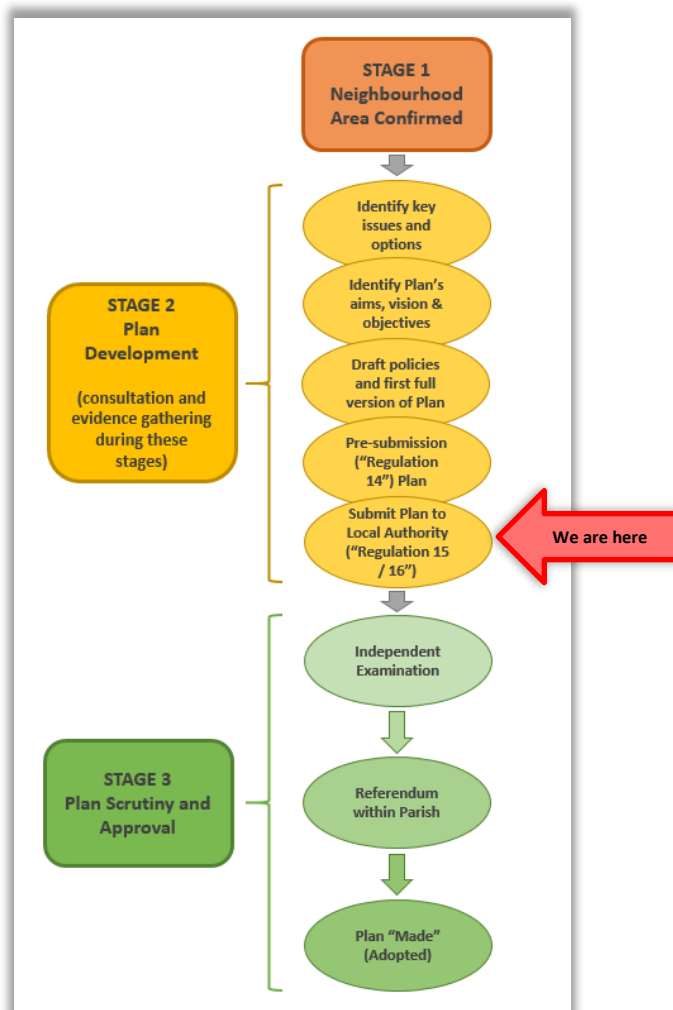 STAGE 1
Neighbourhood
Area Confirmed
Identify key
issues and
options
Identify Plan's
aims, vision &
objectives
STAGE 2
Plan
Development
(consultation and
evidence gathering
during these
stages)
Draft policies
and first full
version of Plan
Pre-submission
("Regulation
14") Plan
Submit Plan to
Local Authority
("Regulation 15
/ 16")
We are here
Independent
Examination
STAGE 3
Plan Scrutiny and
Approval
Referendum
within Parish
Plan "Made"
(Adopted)